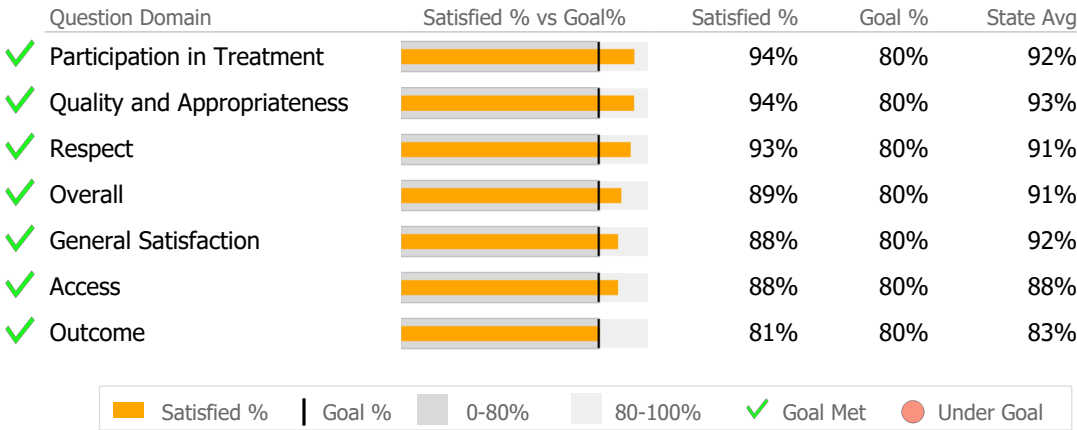 Question Domain Satisfied % vs Goal% Satisfied % Goal % State Avg
Participation in Treatment 94% 80% 92%
Quality and Appropriateness 94% 80% 93%
Respect 93% 80% 91%
Overall 89% 80% 91%
General Satisfaction 88% 80% 92%
Access 88% 80% 88%
Outcome 81% 80% 83%
Satisfied % Goal % 0-80% 80-100% Goal Met Under Goal